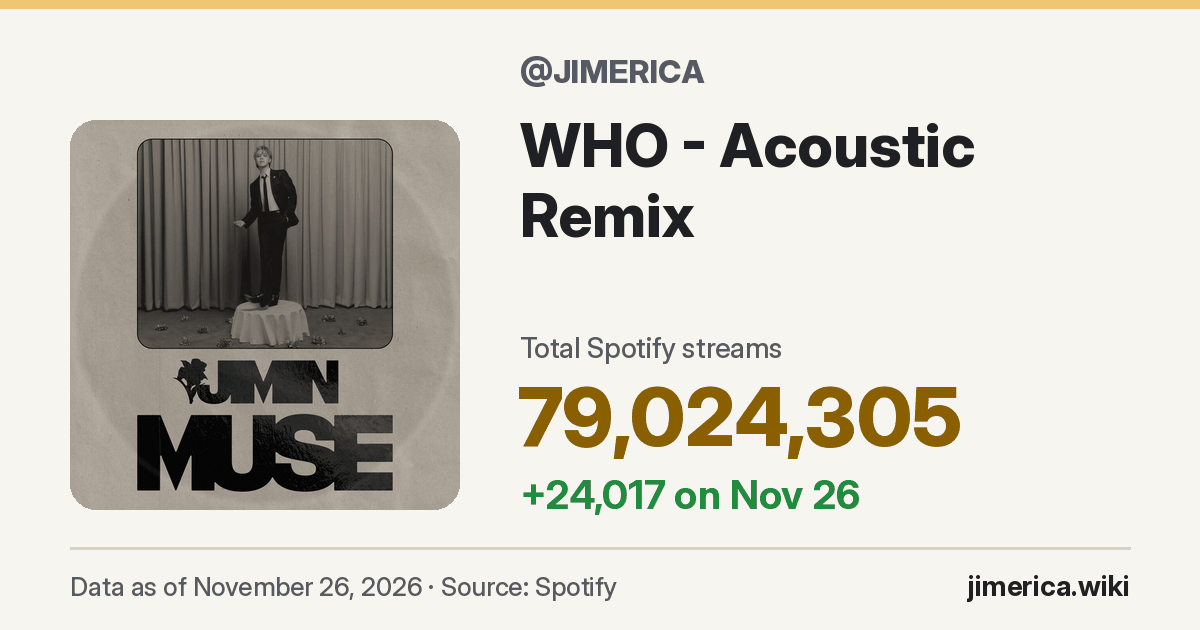 @JIMERICA
WHO - Acoustic
Remix
JMN
MUSE
Total Spotify streams
79,024,305
+24,017 on Nov 26
Data as of November 26, 2026 · Source: Spotify
jimerica.wiki